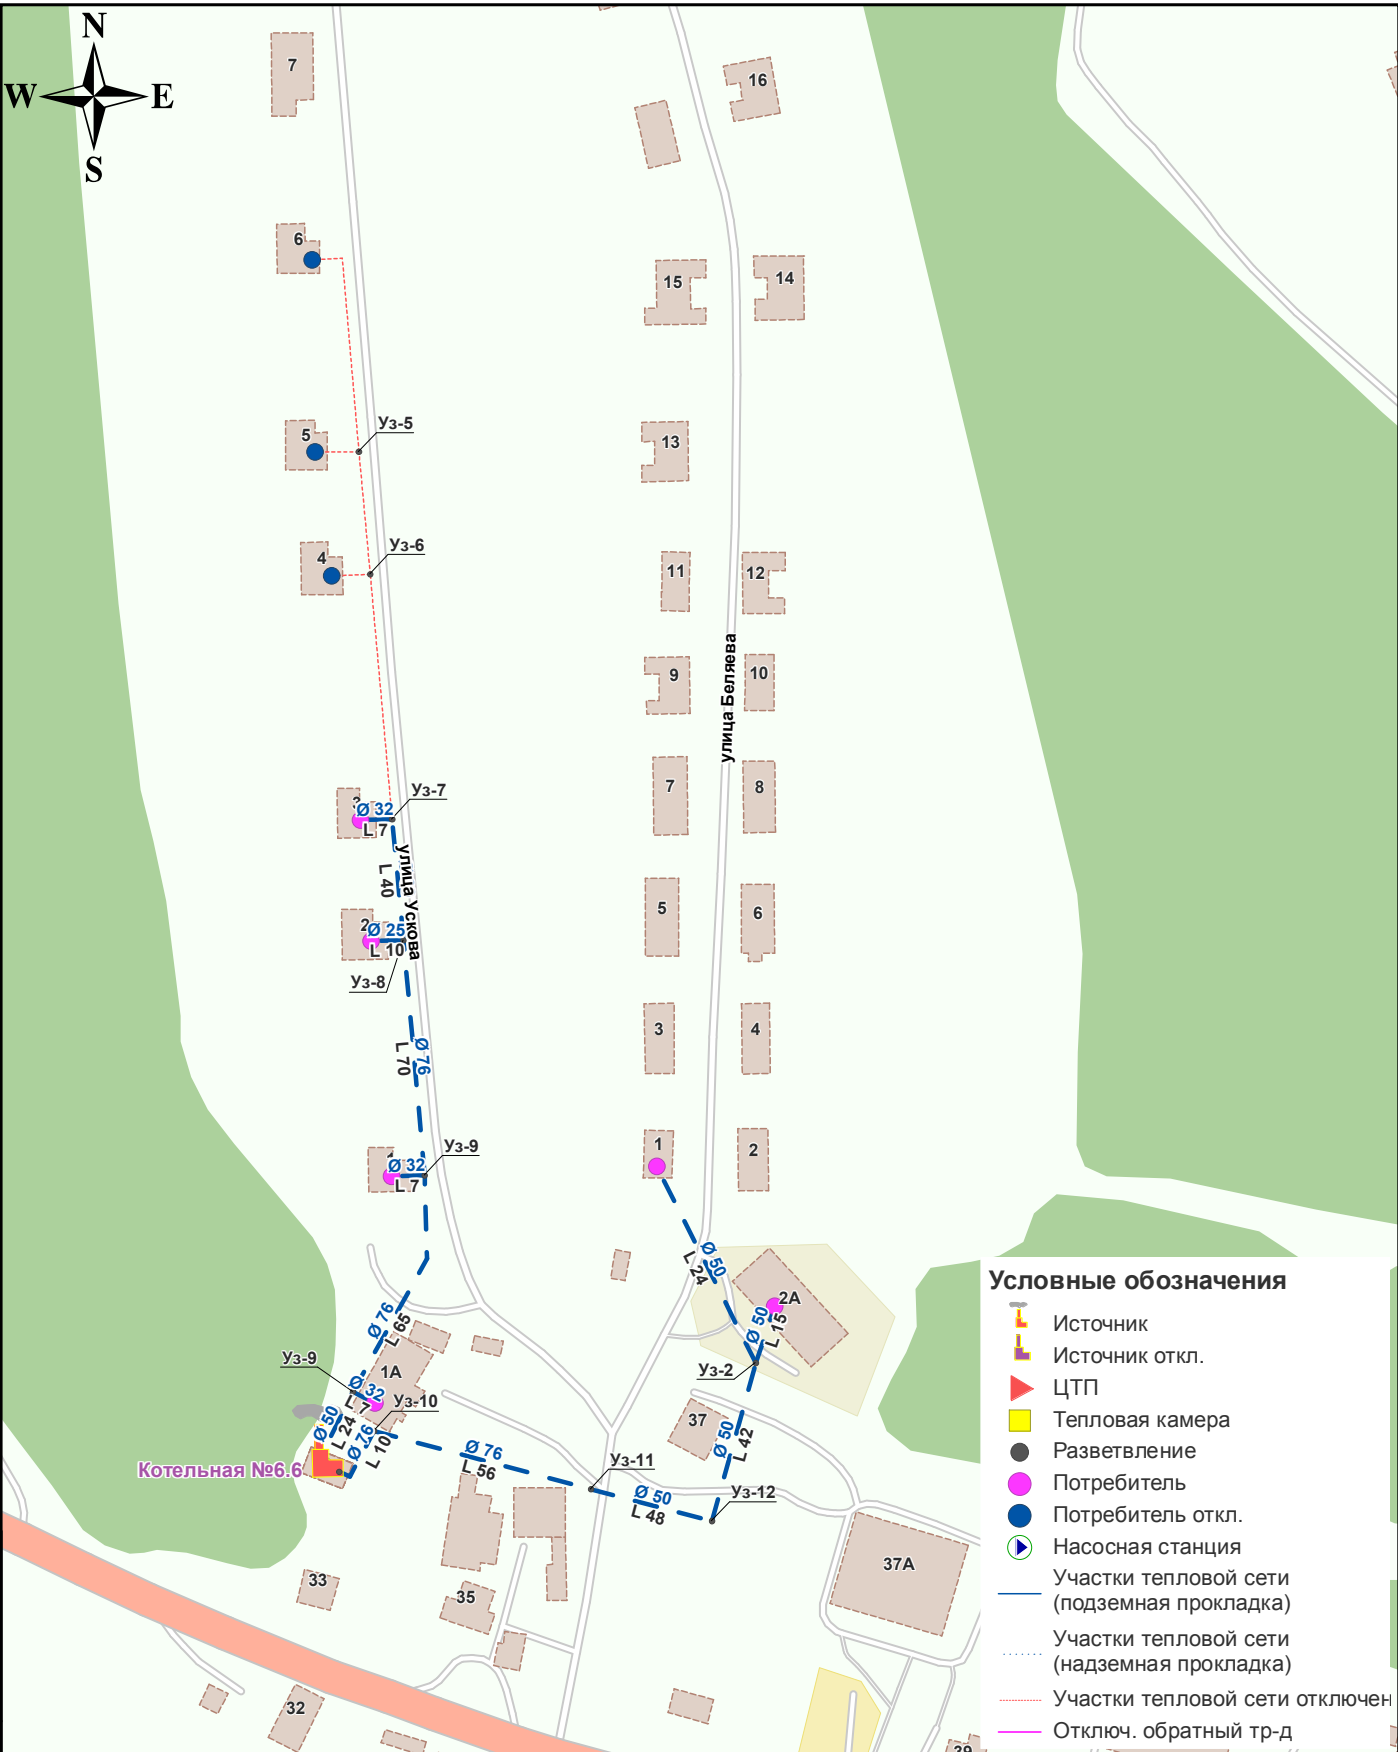 N
W E
S
7
16
6
15
14
5
Уз-5
13
4
Уз-6
11
12
9
10
улица Беляева
7
8
3
Ø 32
L 7
Уз-7
L 40
улица Ускова
2
Ø 25
L 10
Уз-8
5
6
3
4
Ø 76
L 70
1
2
Уз-9
Ø 32
L 7
Ø 50
L 24
2А
Ø 50
L 15
Уз-2
Ø 76
L 65
Уз-9
1А
Ø 32
L 7
Уз-10
Ø 50
L 24
Ø 76
L 10
Котельная №6.6
Ø 76
L 56
Уз-11
37
Ø 50
L 42
Ø 50
L 48
Уз-12
37А
33
35
32
39
Условные обозначения
Источник
Источник откл.
ЦТП
Тепловая камера
Разветвление
Потребитель
Потребитель откл.
Насосная станция
Участки тепловой сети
(подземная прокладка)
Участки тепловой сети
(надземная прокладка)
Участки тепловой сети отключен
Отключ. обратный тр-д